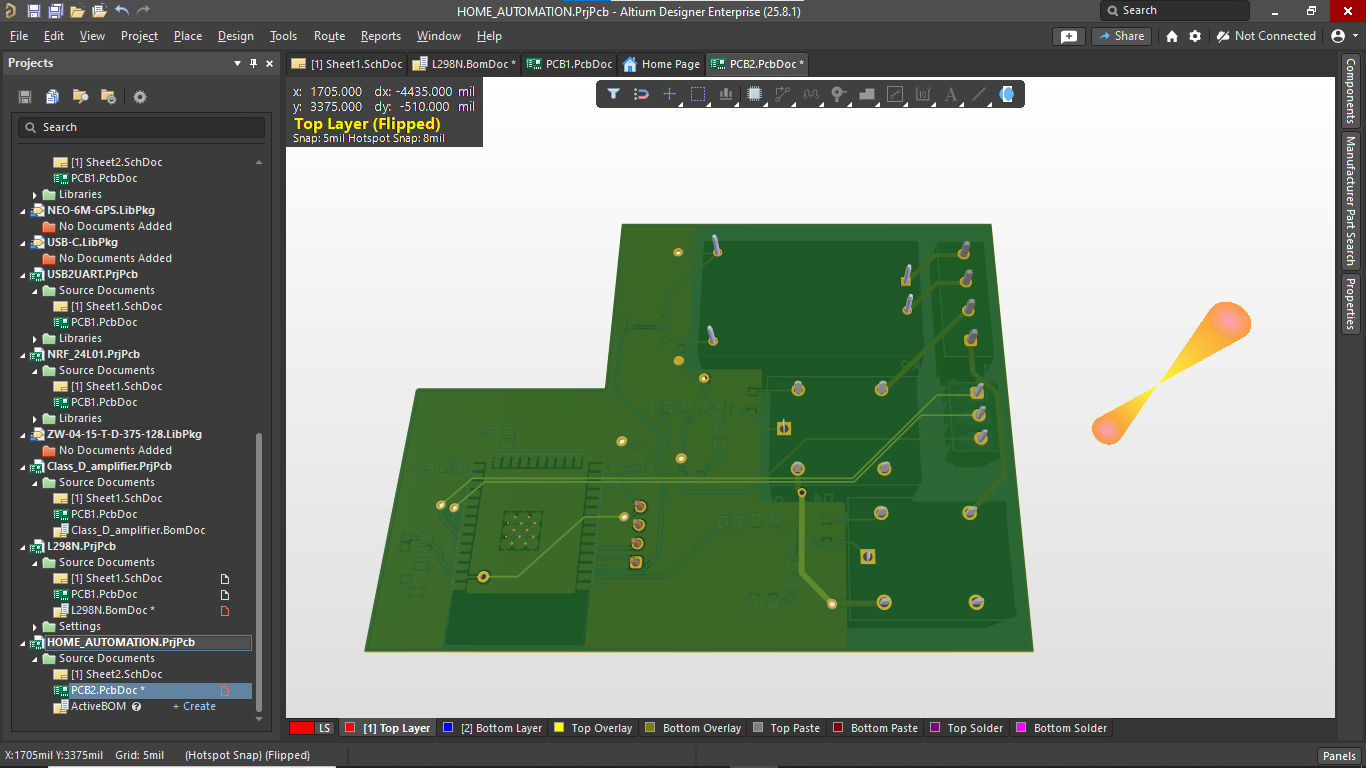 HOME_AUTOMATION.PrjPcb - Altium Designer Enterprise (25.8.1)
Search
File Edit View Project Place Design Tools Route Reports Window Help
Share
Not Connected
Projects
[1] Sheet1.SchDoc
L298N.BomDoc *
PCB1.PcbDoc
Home Page
PCB2.PcbDoc *
x: 1705.000 dx: -4435.000 mil
y: 3375.000 dy: -510.000 mil
Top Layer (Flipped)
Snap: 5mil Hotspot Snap: 8mil
Search
[1] Sheet2.SchDoc
PCB1.PcbDoc
Libraries
NEO-6M-GPS.LibPkg
No Documents Added
USB-C.LibPkg
No Documents Added
USB2UART.PrjPcb
Source Documents
[1] Sheet1.SchDoc
PCB1.PcbDoc
Libraries
NRF_24L01.PrjPcb
Source Documents
[1] Sheet1.SchDoc
PCB1.PcbDoc
Libraries
ZW-04-15-T-D-375-128.LibPkg
No Documents Added
Class_D_amplifier.PrjPcb
Source Documents
[1] Sheet1.SchDoc
PCB1.PcbDoc
Class_D_amplifier.BomDoc
L298N.PrjPcb
Source Documents
[1] Sheet1.SchDoc
PCB1.PcbDoc
L298N.BomDoc *
Settings
HOME_AUTOMATION.PrjPcb
Source Documents
[1] Sheet2.SchDoc
PCB2.PcbDoc *
ActiveBOM
+ Create
Components
Manufacturer Part Search
Properties
LS
[1] Top Layer
[2] Bottom Layer
Top Overlay
Bottom Overlay
Top Paste
Bottom Paste
Top Solder
Bottom Solder
X:1705mil Y:3375mil Grid: 5mil (Hotspot Snap) (Flipped)
Panels